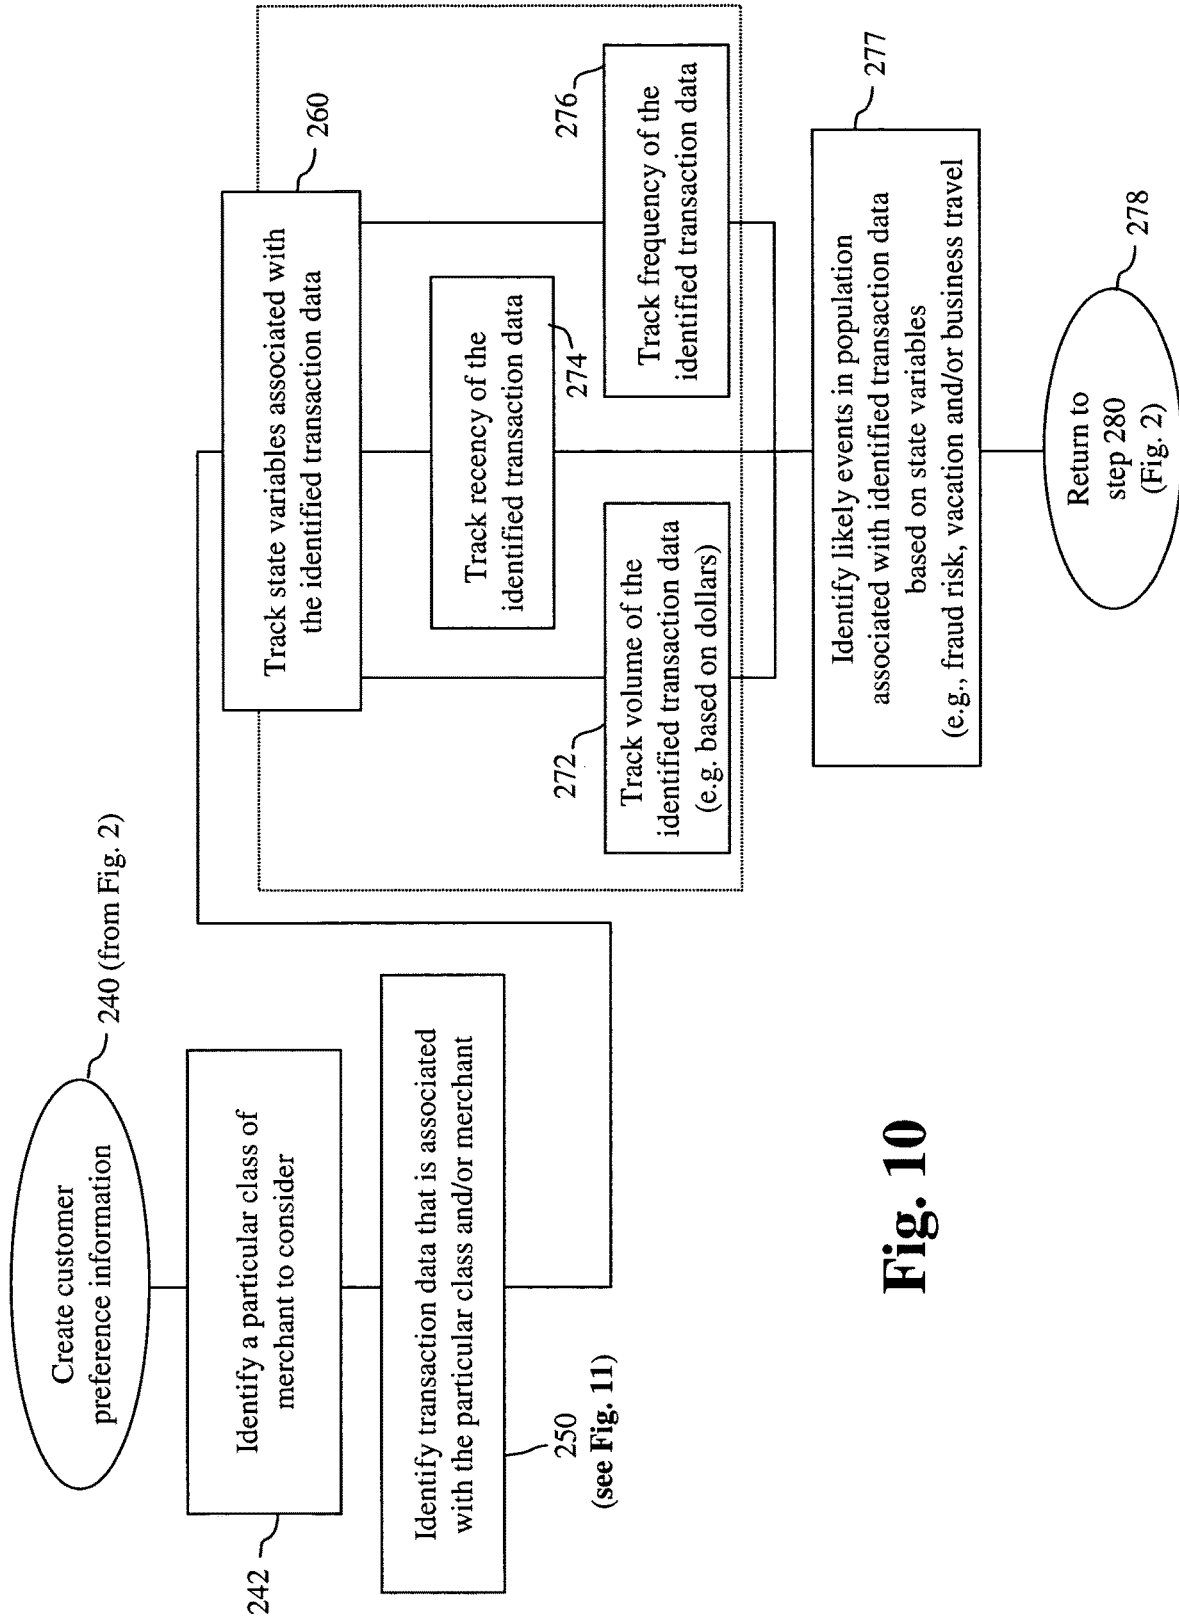 Create customer
preference information
240 (from Fig. 2)
Identify a particular class of
merchant to consider
242
Identify transaction data that is associated
with the particular class and/or merchant
250
(see Fig. 11)
Track state variables associated with
the identified transaction data
260
Track recency of the
identified transaction data
274
Track volume of the
identified transaction data
(e.g. based on dollars)
272
Track frequency of the
identified transaction data
276
Identify likely events in population
associated with identified transaction data
based on state variables
(e.g., fraud risk, vacation and/or business travel
277
Return to
step 280
(Fig. 2)
278
Fig. 10